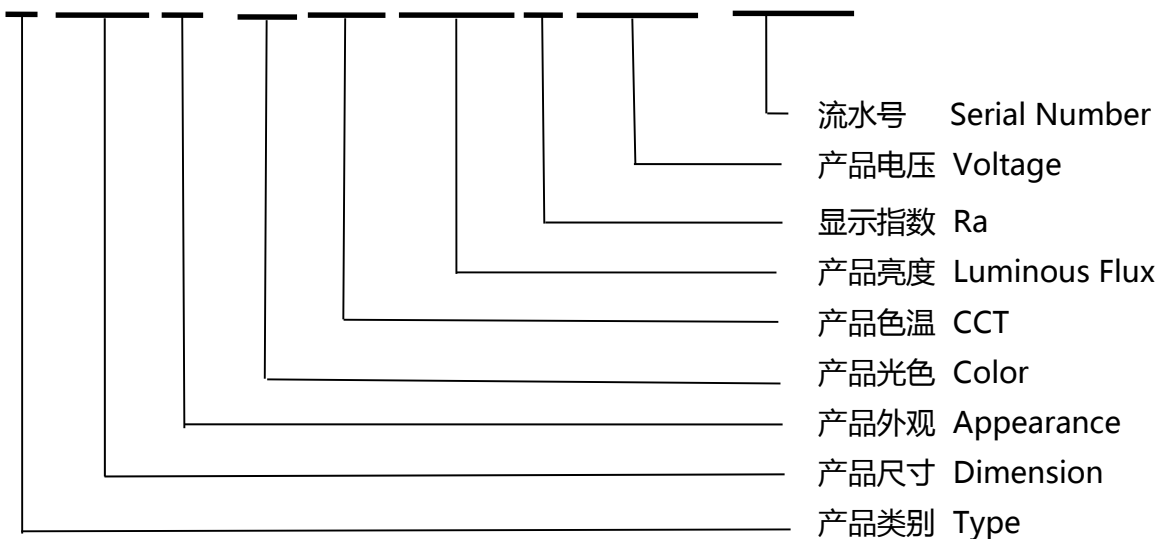 流水号 Serial Number
产品电压 Voltage
显示指数 Ra
产品亮度 Luminous Flux
产品色温 CCT
产品光色 Color
产品外观 Appearance
产品尺寸 Dimension
产品类别 Type